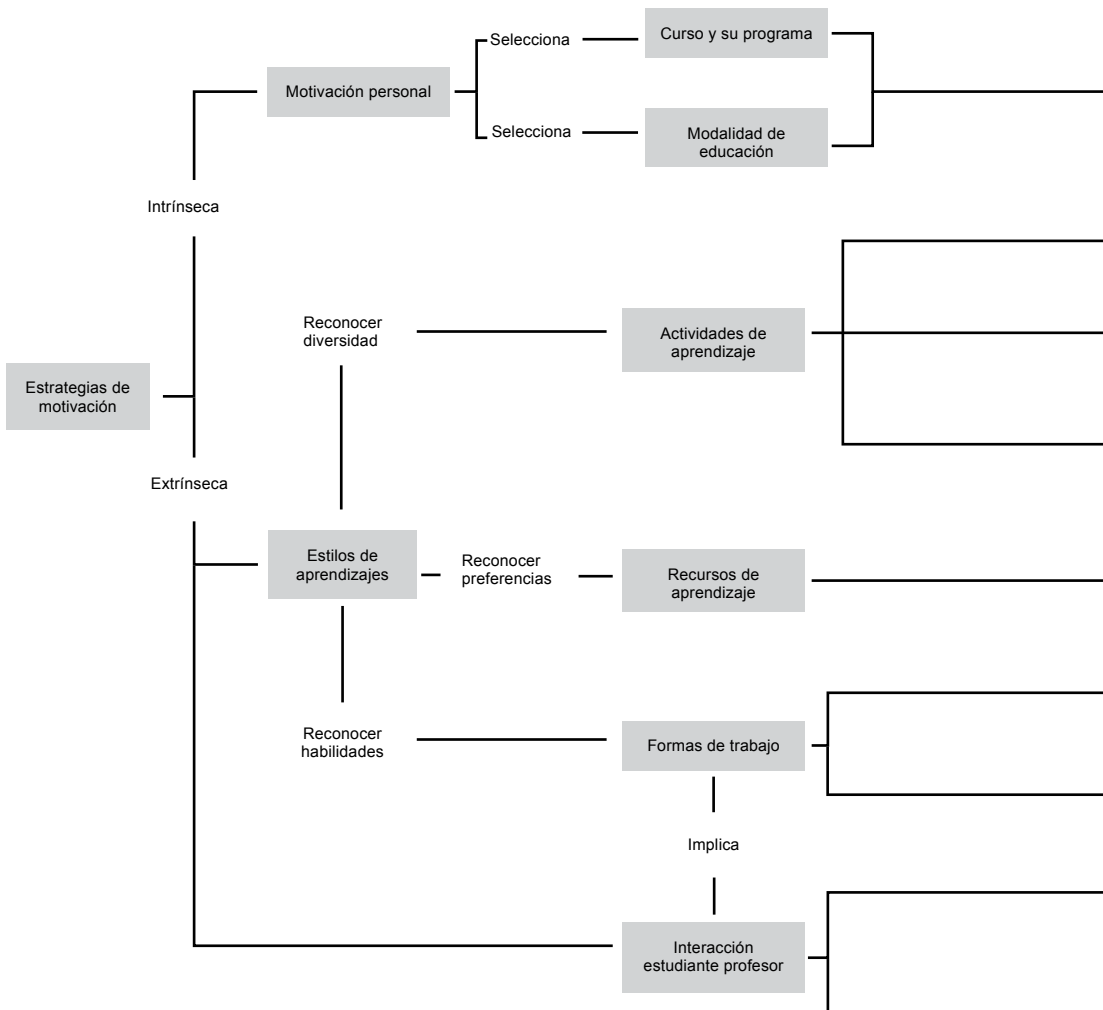 Selecciona
Curso y su programa
Motivación personal
Selecciona
Modalidad de
educación
Intrínseca
Reconocer
diversidad
Actividades de
aprendizaje
Estrategias de
motivación
Extrínseca
Estilos de
aprendizajes
Reconocer
preferencias
Recursos de
aprendizaje
Reconocer
habilidades
Formas de trabajo
Implica
Interacción
estudiante profesor